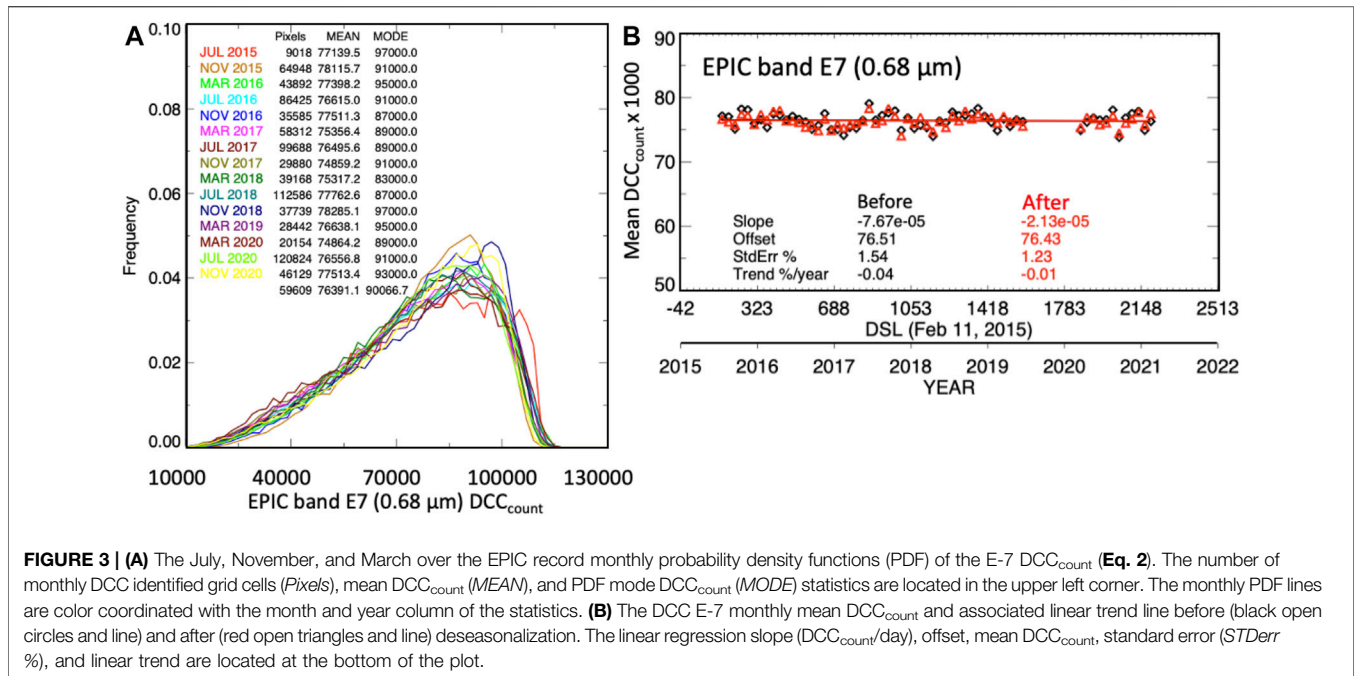 A
0.10
0.08
0.06
0.04
0.02
0.00
Frequency
Pixels MEAN MODE
JUL 2015 9018 77139.5 97000.0
NOV 2015 64948 78115.7 91000.0
MAR 2016 43892 77398.2 95000.0
JUL 2016 86425 76615.0 91000.0
NOV 2016 35585 77511.3 87000.0
MAR 2017 58312 75356.4 89000.0
JUL 2017 99688 76495.6 89000.0
NOV 2017 29880 74859.2 91000.0
MAR 2018 39168 75317.2 83000.0
JUL 2018 112586 77762.6 87000.0
NOV 2018 37739 78285.1 97000.0
MAR 2019 28442 76638.1 95000.0
MAR 2020 20154 74864.2 89000.0
JUL 2020 120824 76556.8 91000.0
NOV 2020 46129 77513.4 93000.0
59609 76391.1 90066.7
10000 40000 70000 100000 130000
EPIC band E7 (0.68 µm) DCCcount
B
90
80
75
60
50
Mean DCCcount x 1000
EPIC band E7 (0.68 µm)
Before After
Slope -7.67e-05 -2.13e-05
Offset 76.51 76.43
StdErr % 1.54 1.23
Trend %/year -0.04 -0.01
-42 323 688 1053 1418 1783 2148 2513
DSL (Feb 11, 2015)
2015 2016 2017 2018 2019 2020 2021 2022
YEAR
FIGURE 3 | (A) The July, November, and March over the EPIC record monthly probability density functions (PDF) of the E-7 DCCcount (Eq. 2). The number of
monthly DCC identified grid cells (Pixels), mean DCCcount (MEAN), and PDF mode DCCcount (MODE) statistics are located in the upper left corner. The monthly PDF lines
are color coordinated with the month and year column of the statistics. (B) The DCC E-7 monthly mean DCCcount and associated linear trend line before (black open
circles and line) and after (red open triangles and line) deseasonalization. The linear regression slope (DCCcount/day), offset, mean DCCcount, standard error (STDerr
%), and linear trend are located at the bottom of the plot.